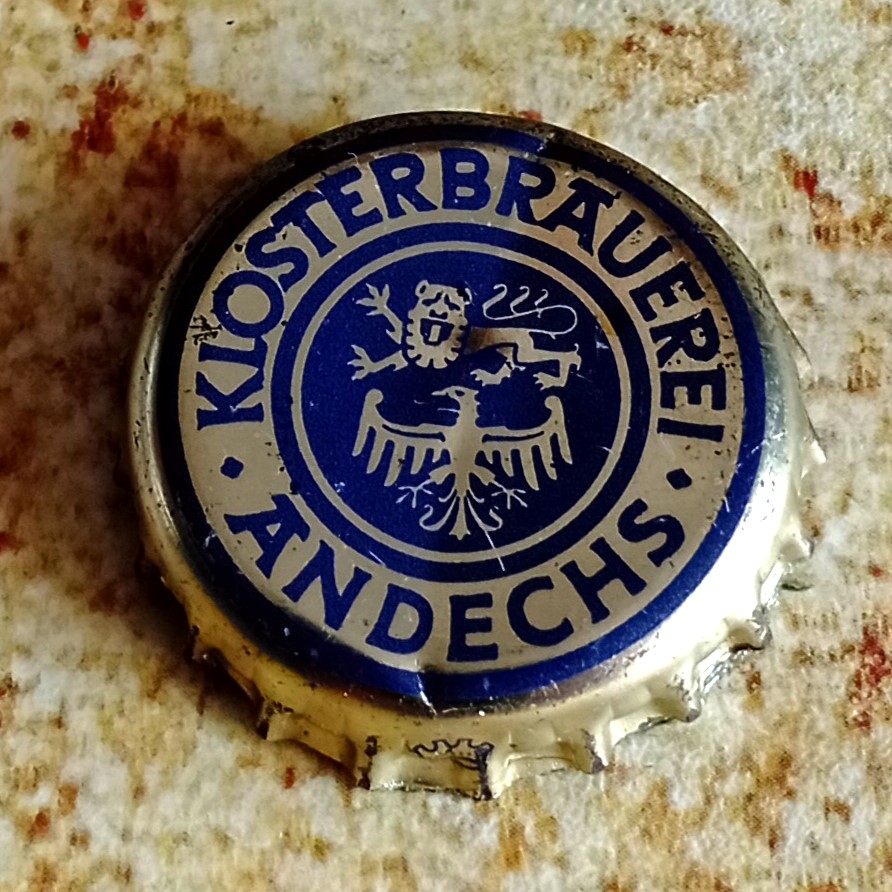 KLOSTERBRAUEREI
· ANDECHS ·